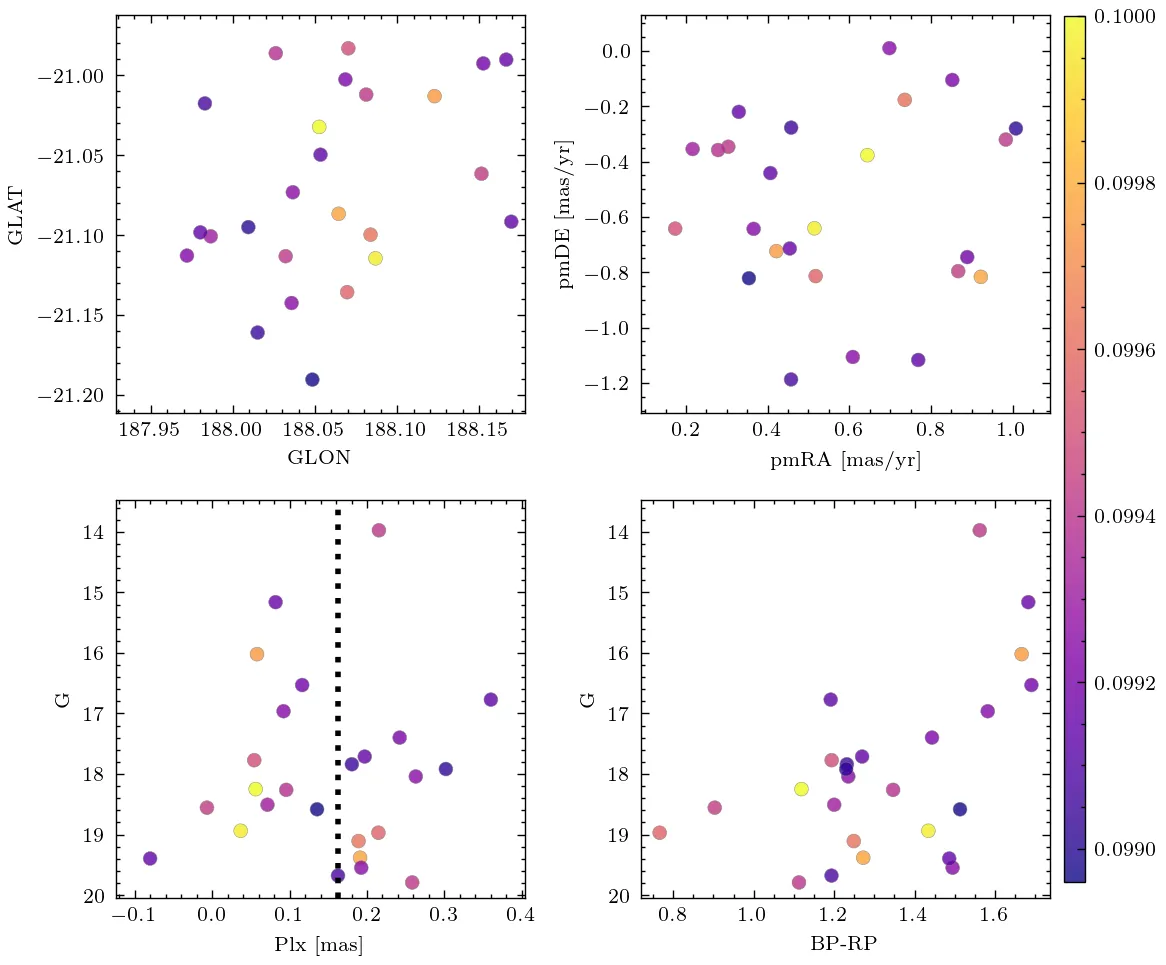 −21.00
−21.05
−21.10
−21.15
−21.20
GLAT
187.95 188.00 188.05 188.10 188.15
GLON
0.0
−0.2
−0.4
−0.6
−0.8
−1.0
−1.2
pmDE [mas/yr]
0.2 0.4 0.6 0.8 1.0
pmRA [mas/yr]
0.1000
0.0998
0.0996
0.0994
0.0992
0.0990
14
15
16
17
18
19
20
G
−0.1 0.0 0.1 0.2 0.3 0.4
Plx [mas]
14
15
16
17
18
19
20
G
0.8 1.0 1.2 1.4 1.6
BP-RP